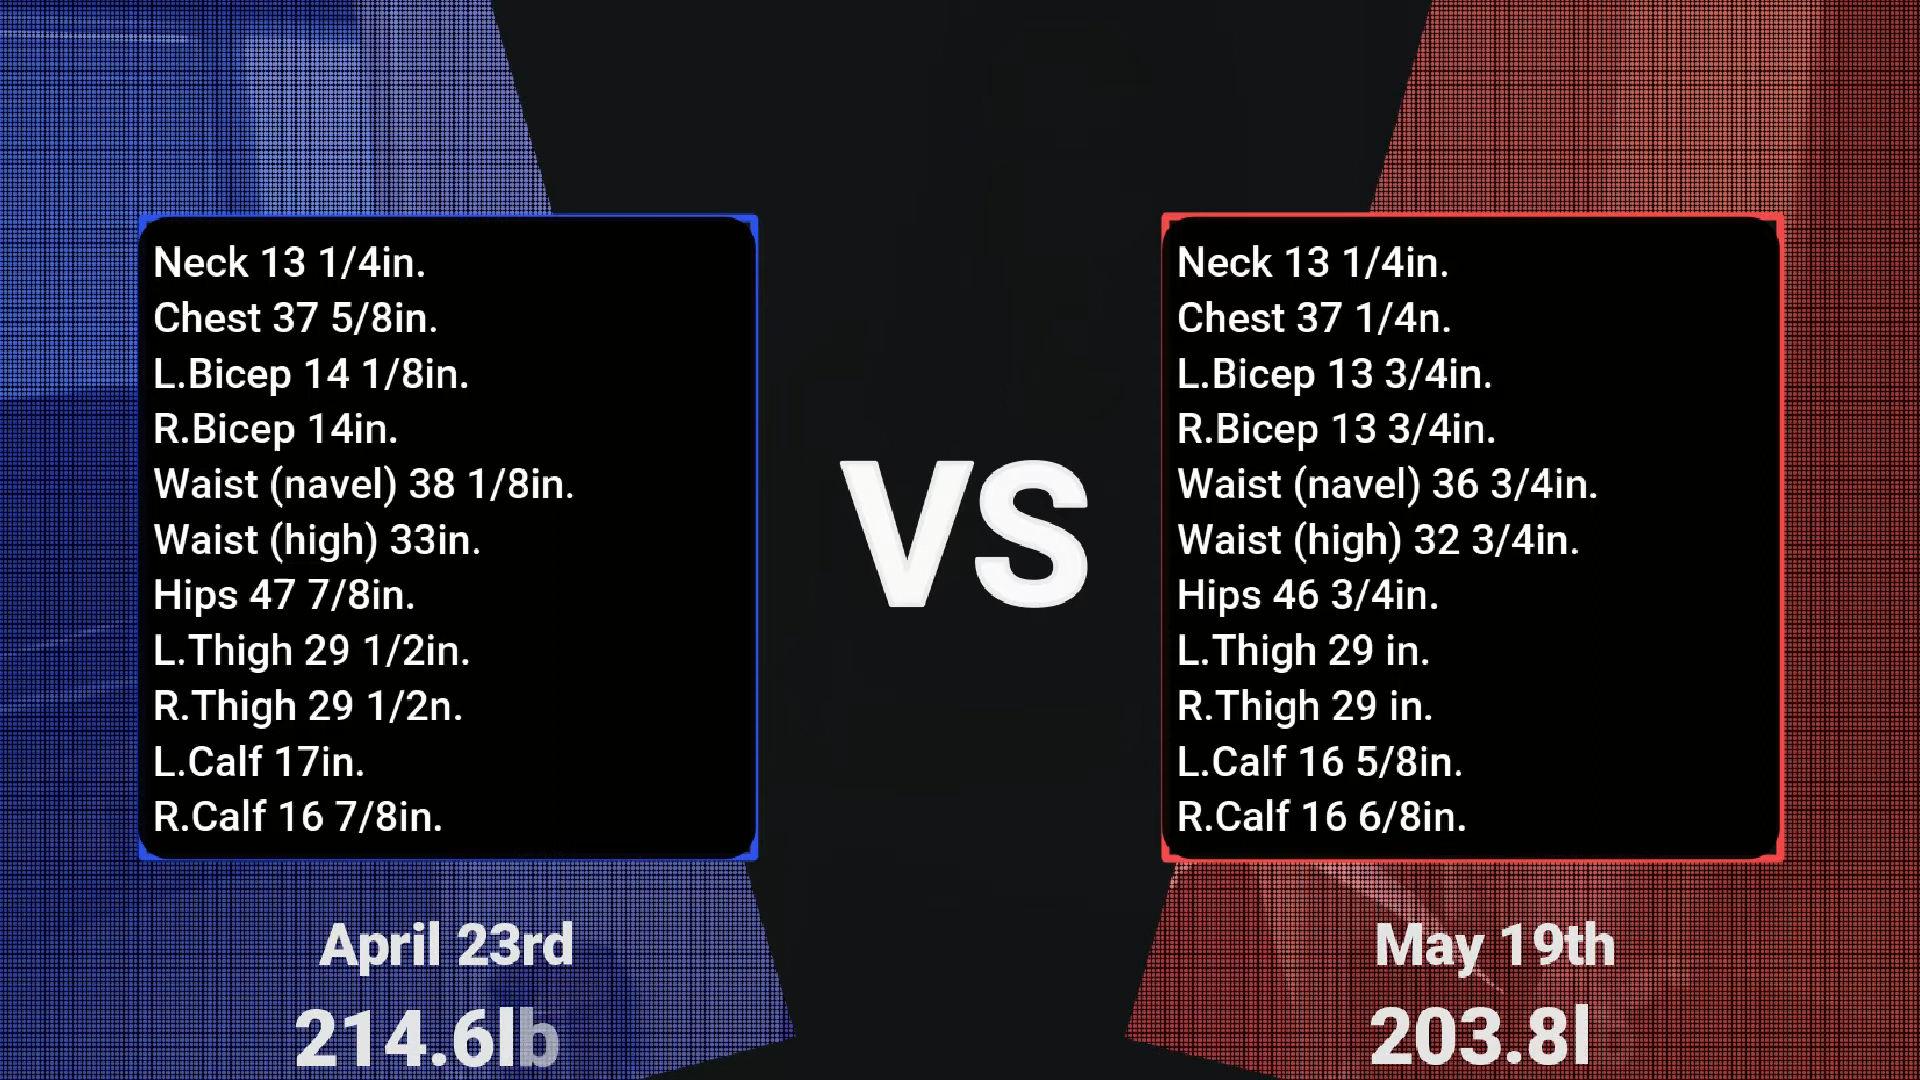 Neck 13 1/4in.
Chest 37 5/8in.
L.Bicep 14 1/8in.
R.Bicep 14in.
Waist (navel) 38 1/8in.
Waist (high) 33in.
Hips 47 7/8in.
L.Thigh 29 1/2in.
R.Thigh 29 1/2n.
L.Calf 17in.
R.Calf 16 7/8in.
April 23rd
214.6lb
VS
Neck 13 1/4in.
Chest 37 1/4n.
L.Bicep 13 3/4in.
R.Bicep 13 3/4in.
Waist (navel) 36 3/4in.
Waist (high) 32 3/4in.
Hips 46 3/4in.
L.Thigh 29 in.
R.Thigh 29 in.
L.Calf 16 5/8in.
R.Calf 16 6/8in.
May 19th
203.8l